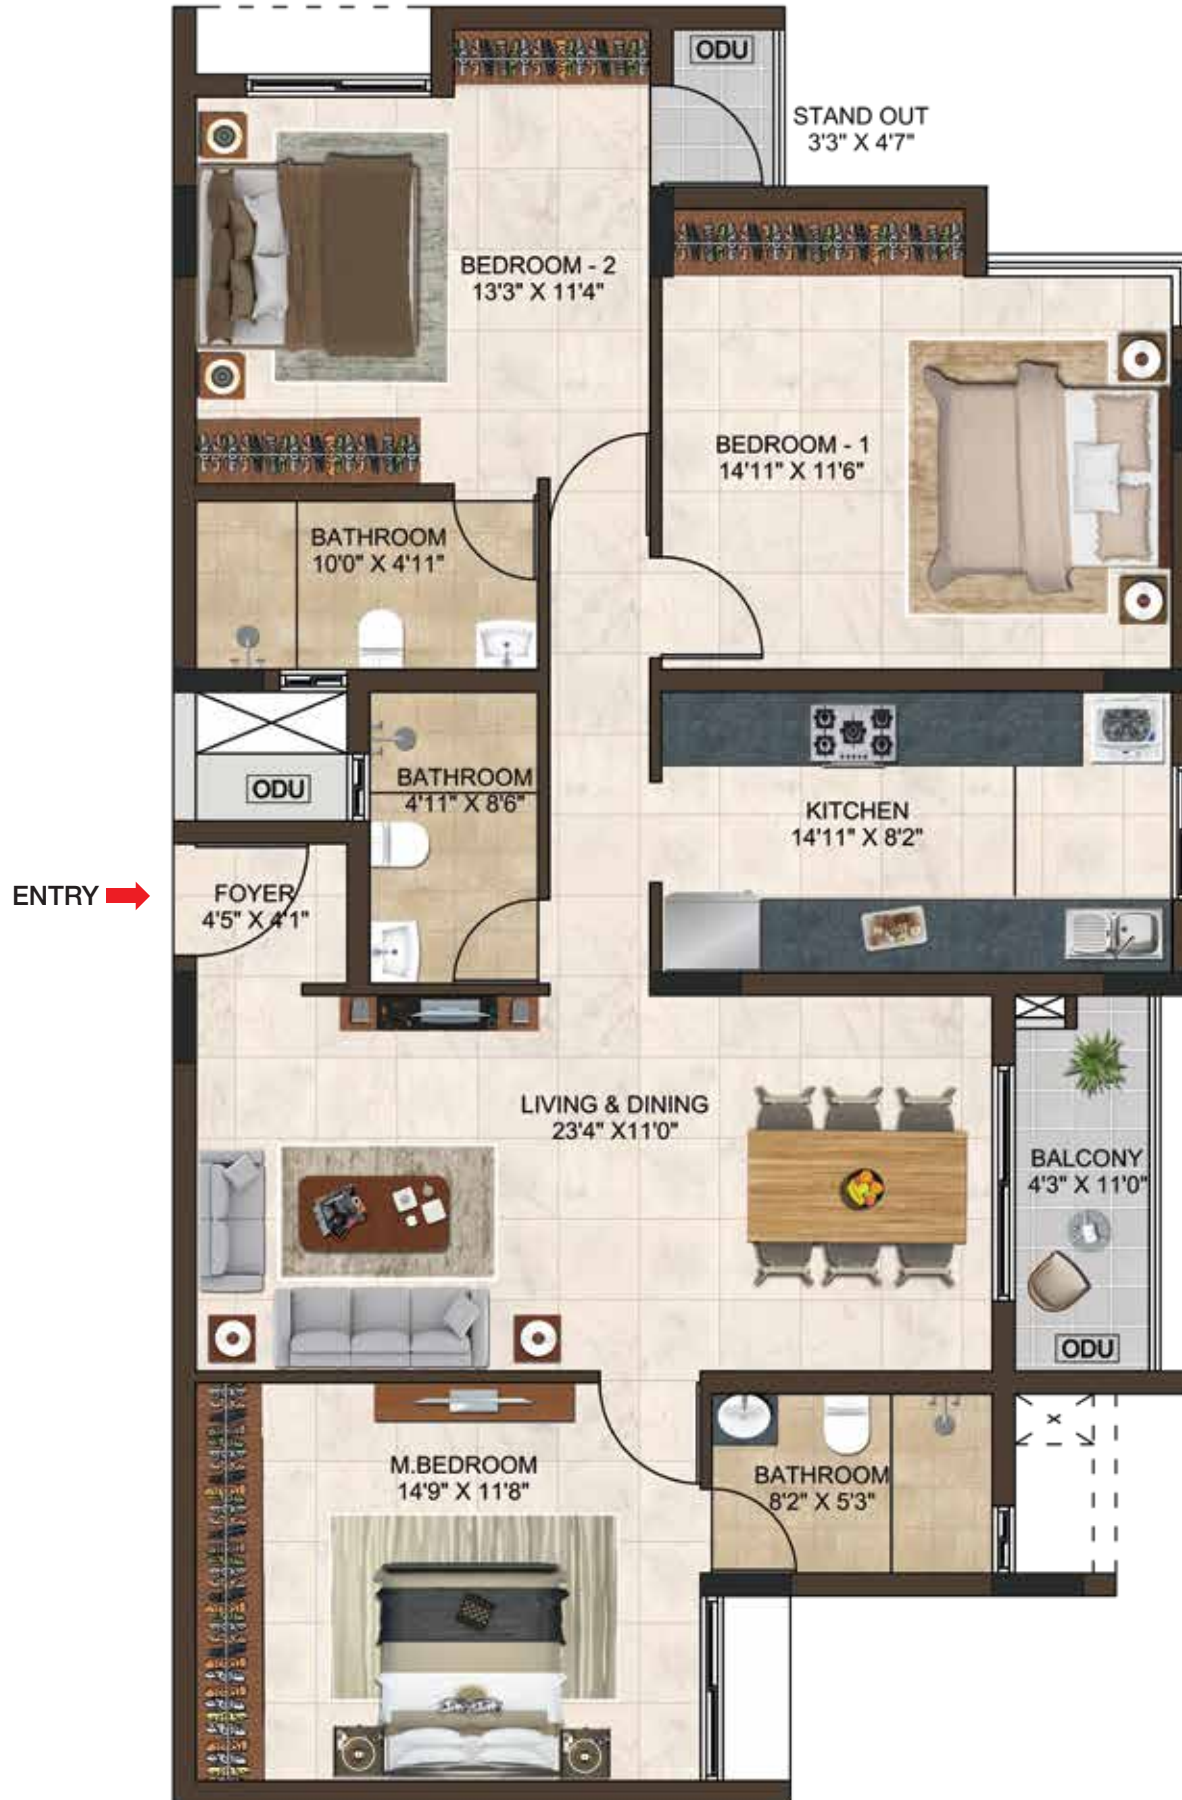 ODU
STAND OUT
3'3" X 4'7"
BEDROOM - 2
13'3" X 11'4"
BEDROOM - 1
14'11" X 11'6"
BATHROOM
10'0" X 4'11"
ODU
BATHROOM
4'11" X 8'6"
KITCHEN
14'11" X 8'2"
ENTRY
FOYER
4'5" X 4'1"
LIVING & DINING
23'4" X11'0"
BALCONY
4'3" X 11'0"
ODU
M.BEDROOM
14'9" X 11'8"
BATHROOM
8'2" X 5'3"